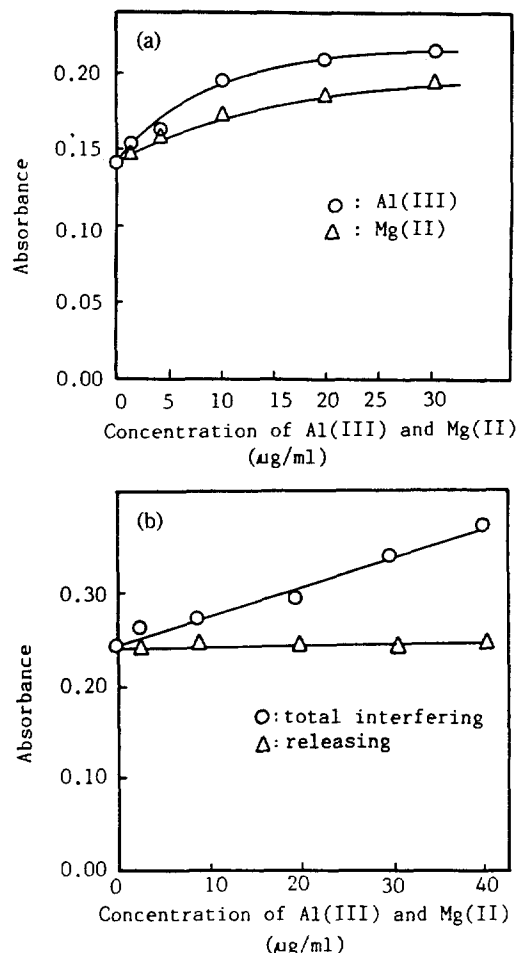 (a)
0.20
0.15
0.10
0.05
0.00
Absorbance
○ : Al(III)
△ : Mg(II)
0 5 10 15 20 25 30
Concentration of Al(III) and Mg(II)
(μg/ml)
(b)
0.30
0.20
0.10
0.00
Absorbance
○: total interfering
△: releasing
0 10 20 30 40
Concentration of Al(III) and Mg(II)
(μg/ml)